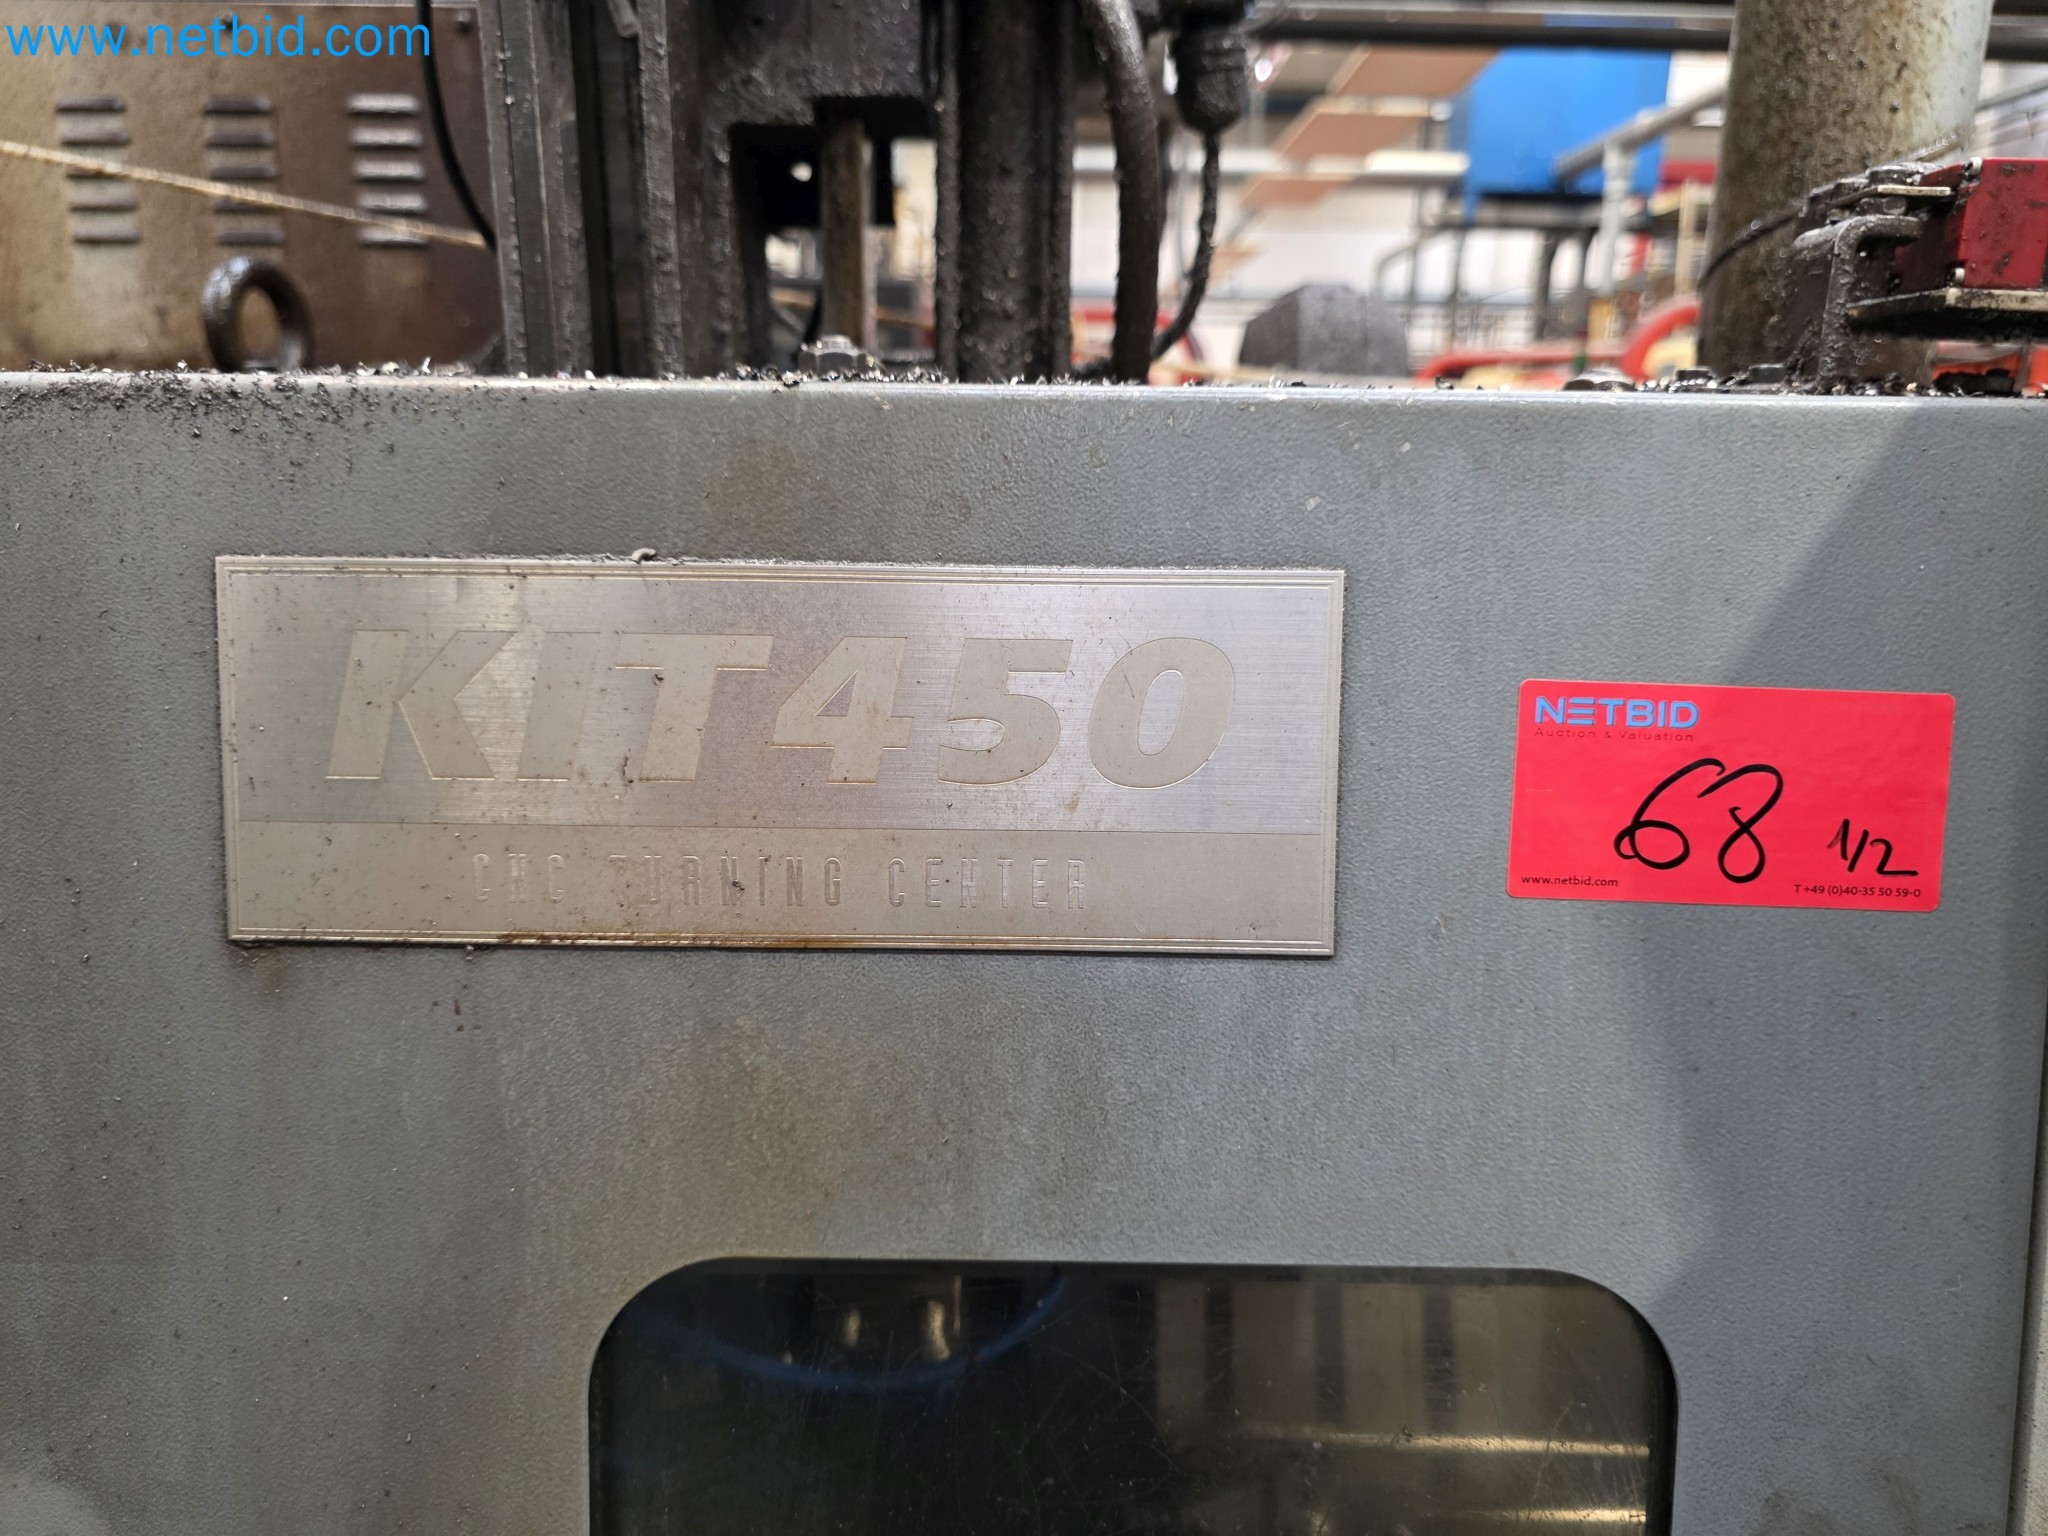 www.netbid.com
KIT450
CNC TURNING CENTER
NETBID
Auction & Valuation
68 1/2
www.netbid.com
T +49 (0)40-35 50 59-0